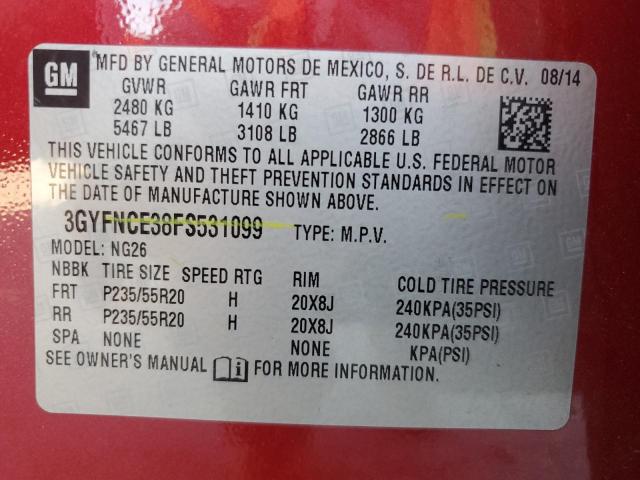 GM MFD BY GENERAL MOTORS DE MEXICO, S. DE R.L. DE C.V. 08/14
GVWR GAWR FRT GAWR RR
2480 KG 1410 KG 1300 KG
5467 LB 3108 LB 2866 LB
THIS VEHICLE CONFORMS TO ALL APPLICABLE U.S. FEDERAL MOTOR
VEHICLE SAFETY AND THEFT PREVENTION STANDARDS IN EFFECT ON
THE DATE OF MANUFACTURE SHOWN ABOVE.
3GYFNCE38FS531099 TYPE: M.P.V.
MODEL: NG26
NBBK TIRE SIZE SPEED RTG RIM COLD TIRE PRESSURE
FRT P235/55R20 H 20X8J 240KPA(35PSI)
RR P235/55R20 H 20X8J 240KPA(35PSI)
SPA NONE NONE KPA(PSI)
SEE OWNER'S MANUAL i FOR MORE INFORMATION.